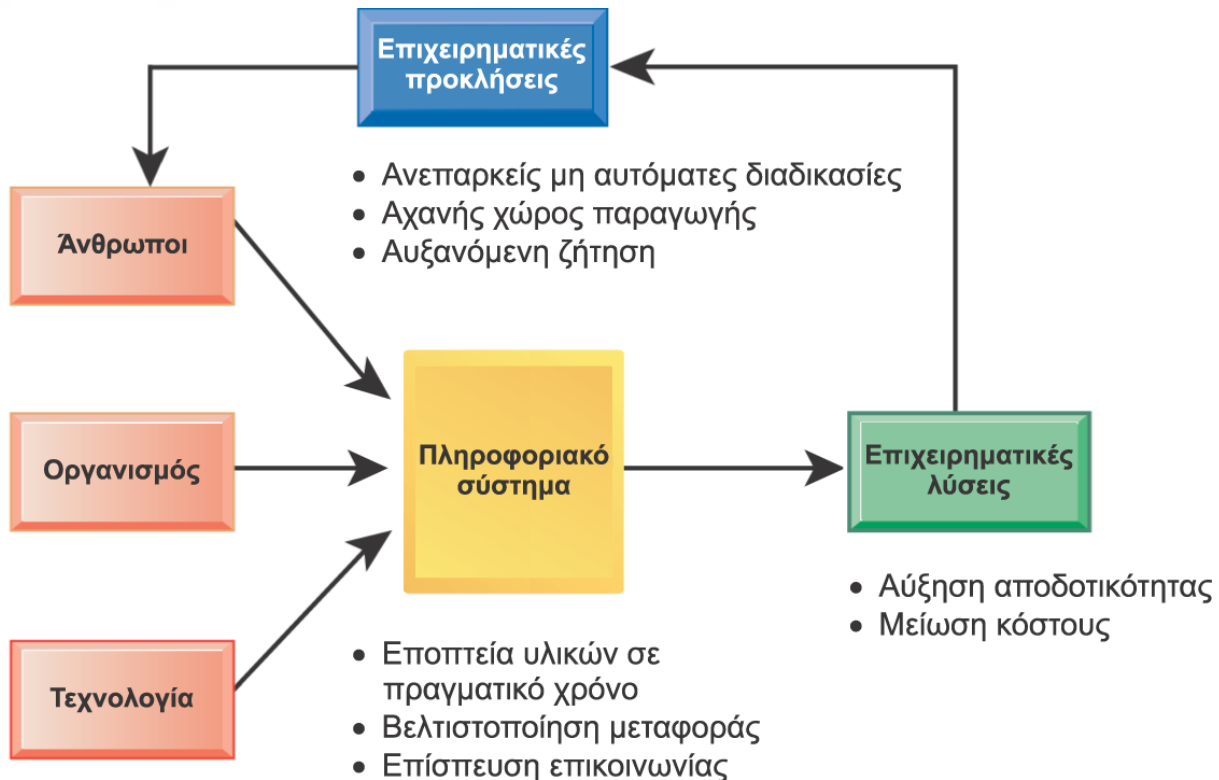 Επιχειρηματικές
προκλήσεις
• Ανεπαρκείς μη αυτόματες διαδικασίες
• Αχανής χώρος παραγωγής
• Αυξανόμενη ζήτηση
Άνθρωποι
Οργανισμός
Τεχνολογία
Πληροφοριακό
σύστημα
• Εποπτεία υλικών σε
πραγματικό χρόνο
• Βελτιστοποίηση μεταφοράς
• Επίσπευση επικοινωνίας
Επιχειρηματικές
λύσεις
• Αύξηση αποδοτικότητας
• Μείωση κόστους